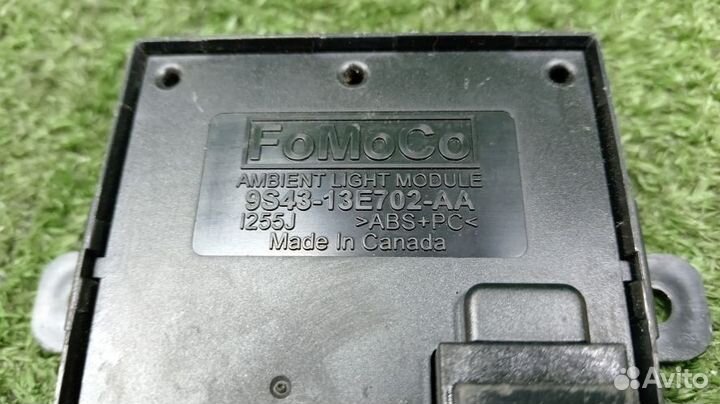 FoMoCo
AMBIENT LIGHT MODULE
9S43-13E702-AA
I255J >ABS+PC<
Made In Canada
Avito